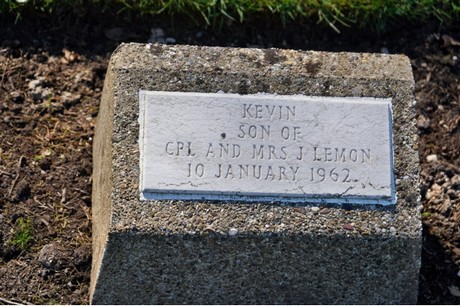 KEVIN
SON OF
CPL AND MRS J LEMON
10 JANUARY 1962